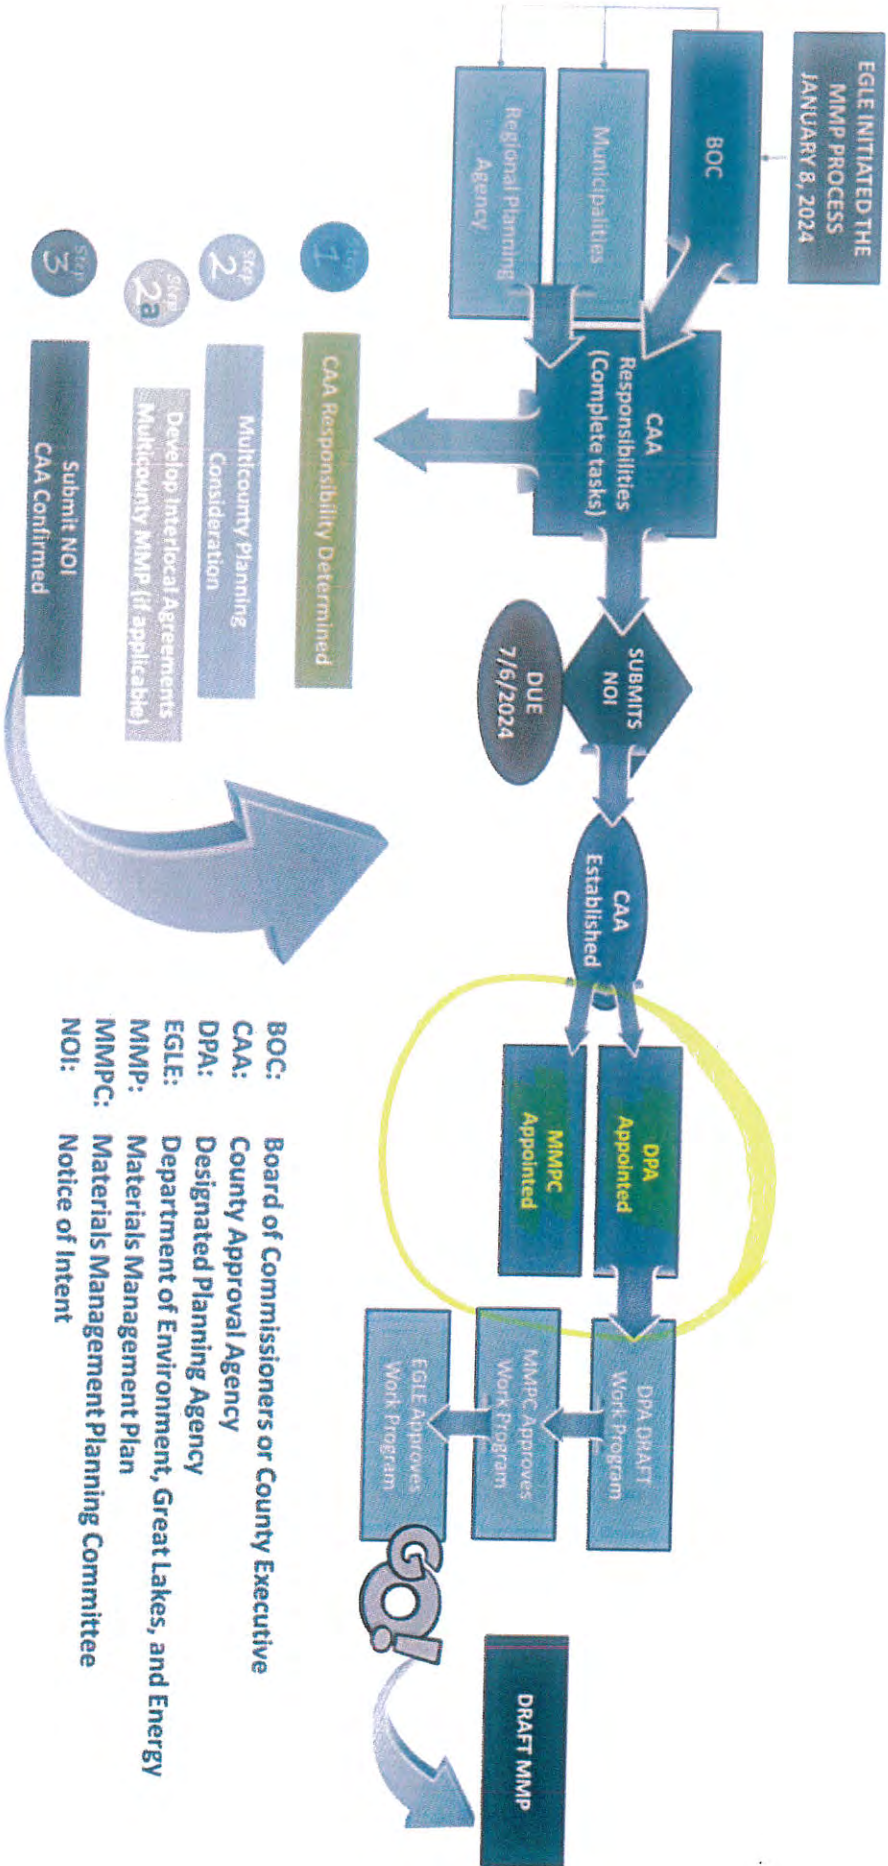 EGLE INITIATED THE
MMP PROCESS
JANUARY 8, 2024
BOC
Municipalities
Regional Planning
Agency
CAA
Responsibilities
(Complete tasks)
SUBMITS
NOI
DUE
7/6/2024
CAA
Established
DPA
Appointed
MMPC
Appointed
DPA DRAFT
Work Program
MMPC Approves
Work Program
EGLE Approves
Work Program
GO!
DRAFT MMP
Step
1
CAA Responsibility Determined
Step
2
Multicounty Planning
Consideration
Step
2a
Develop Interlocal Agreements
Multicounty MMP (if applicable)
Step
3
Submit NOI
CAA Confirmed
BOC: Board of Commissioners or County Executive
CAA: County Approval Agency
DPA: Designated Planning Agency
EGLE: Department of Environment, Great Lakes, and Energy
MMP: Materials Management Plan
MMPC: Materials Management Planning Committee
NOI: Notice of Intent